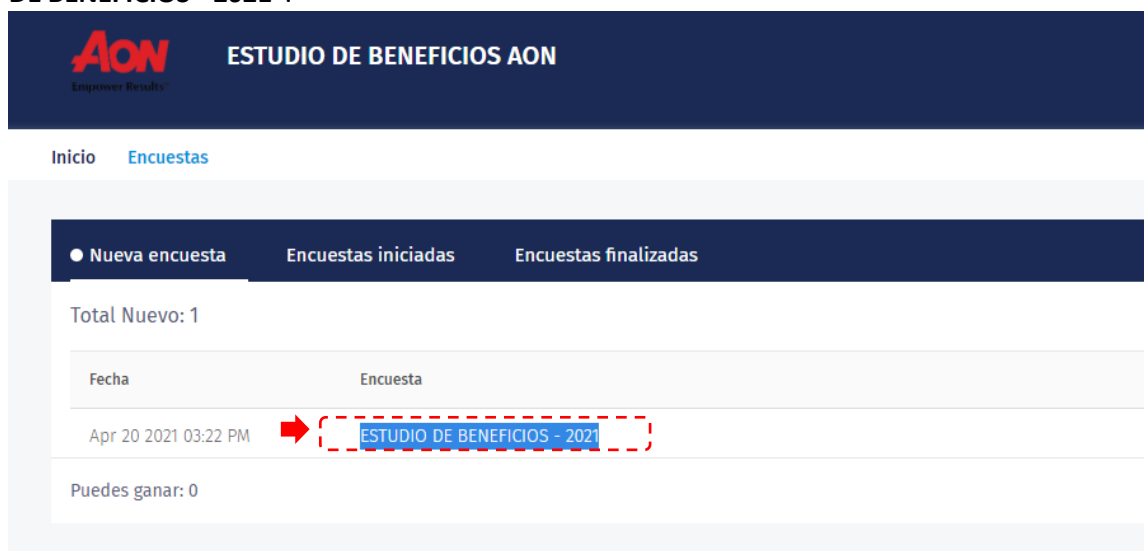 AON
Empower Results™
ESTUDIO DE BENEFICIOS AON
Inicio Encuestas
Nueva encuesta Encuestas iniciadas Encuestas finalizadas
Total Nuevo: 1
Fecha Encuesta
Apr 20 2021 03:22 PM ESTUDIO DE BENEFICIOS - 2021
Puedes ganar: 0